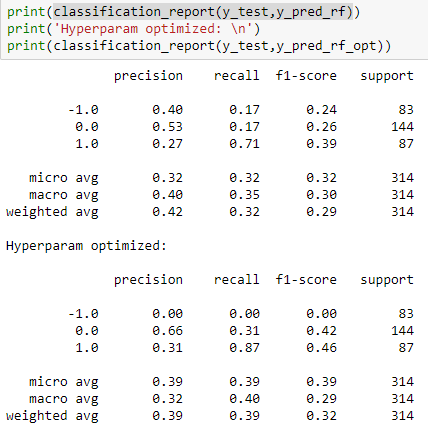 print(classification_report(y_test,y_pred_rf))
print('Hyperparam optimized: \n')
print(classification_report(y_test,y_pred_rf_opt))
precision recall f1-score support
-1.0 0.40 0.17 0.24 83
0.0 0.53 0.17 0.26 144
1.0 0.27 0.71 0.39 87
micro avg 0.32 0.32 0.32 314
macro avg 0.40 0.35 0.30 314
weighted avg 0.42 0.32 0.29 314
Hyperparam optimized:
precision recall f1-score support
-1.0 0.00 0.00 0.00 83
0.0 0.66 0.31 0.42 144
1.0 0.31 0.87 0.46 87
micro avg 0.39 0.39 0.39 314
macro avg 0.32 0.40 0.29 314
weighted avg 0.39 0.39 0.32 314